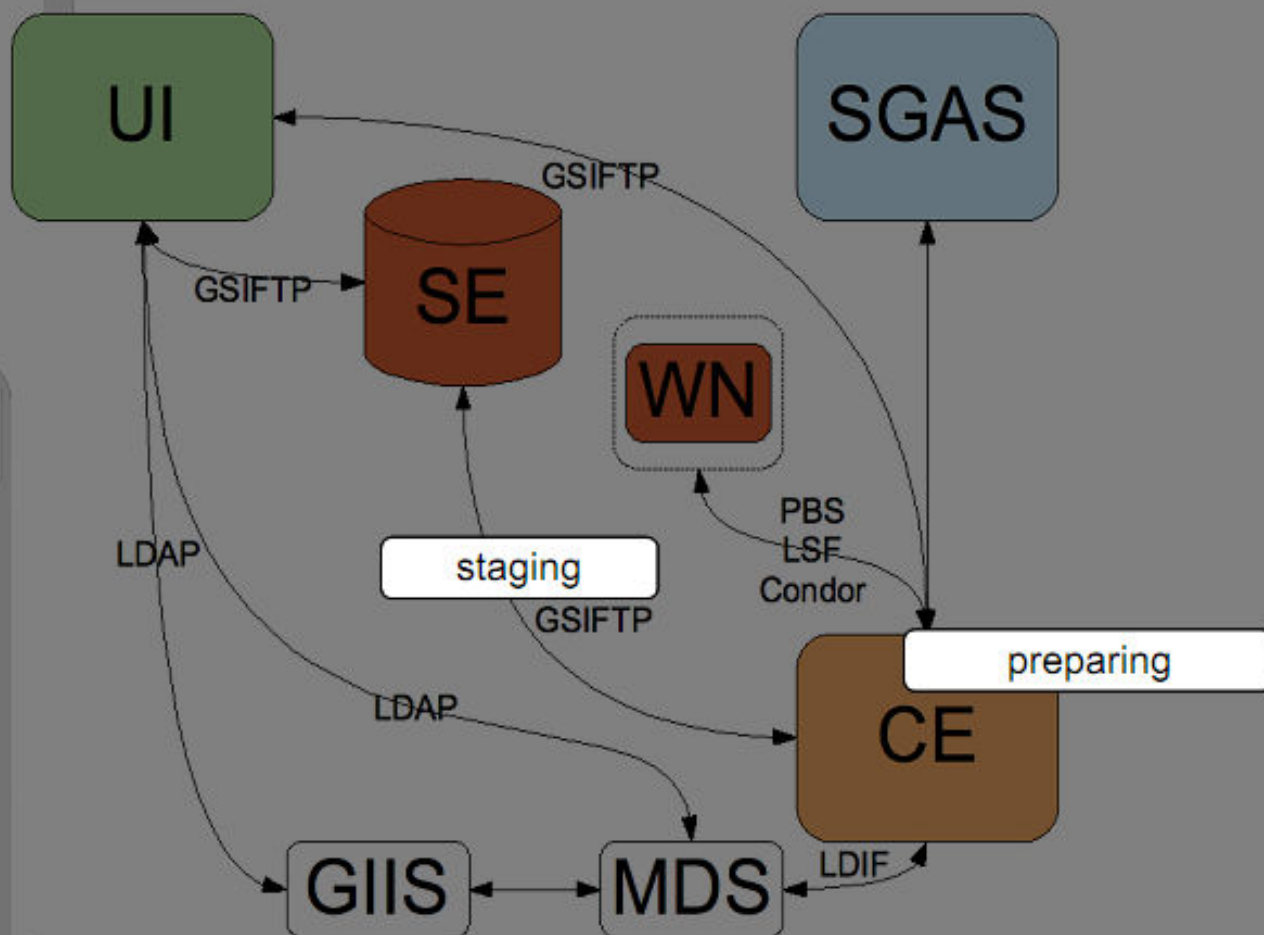 UI
SGAS
GSIFTP
GSIFTP
SE
WN
PBS
LSF
Condor
LDAP
staging
GSIFTP
preparing
LDAP
CE
GIIS
MDS
LDIF